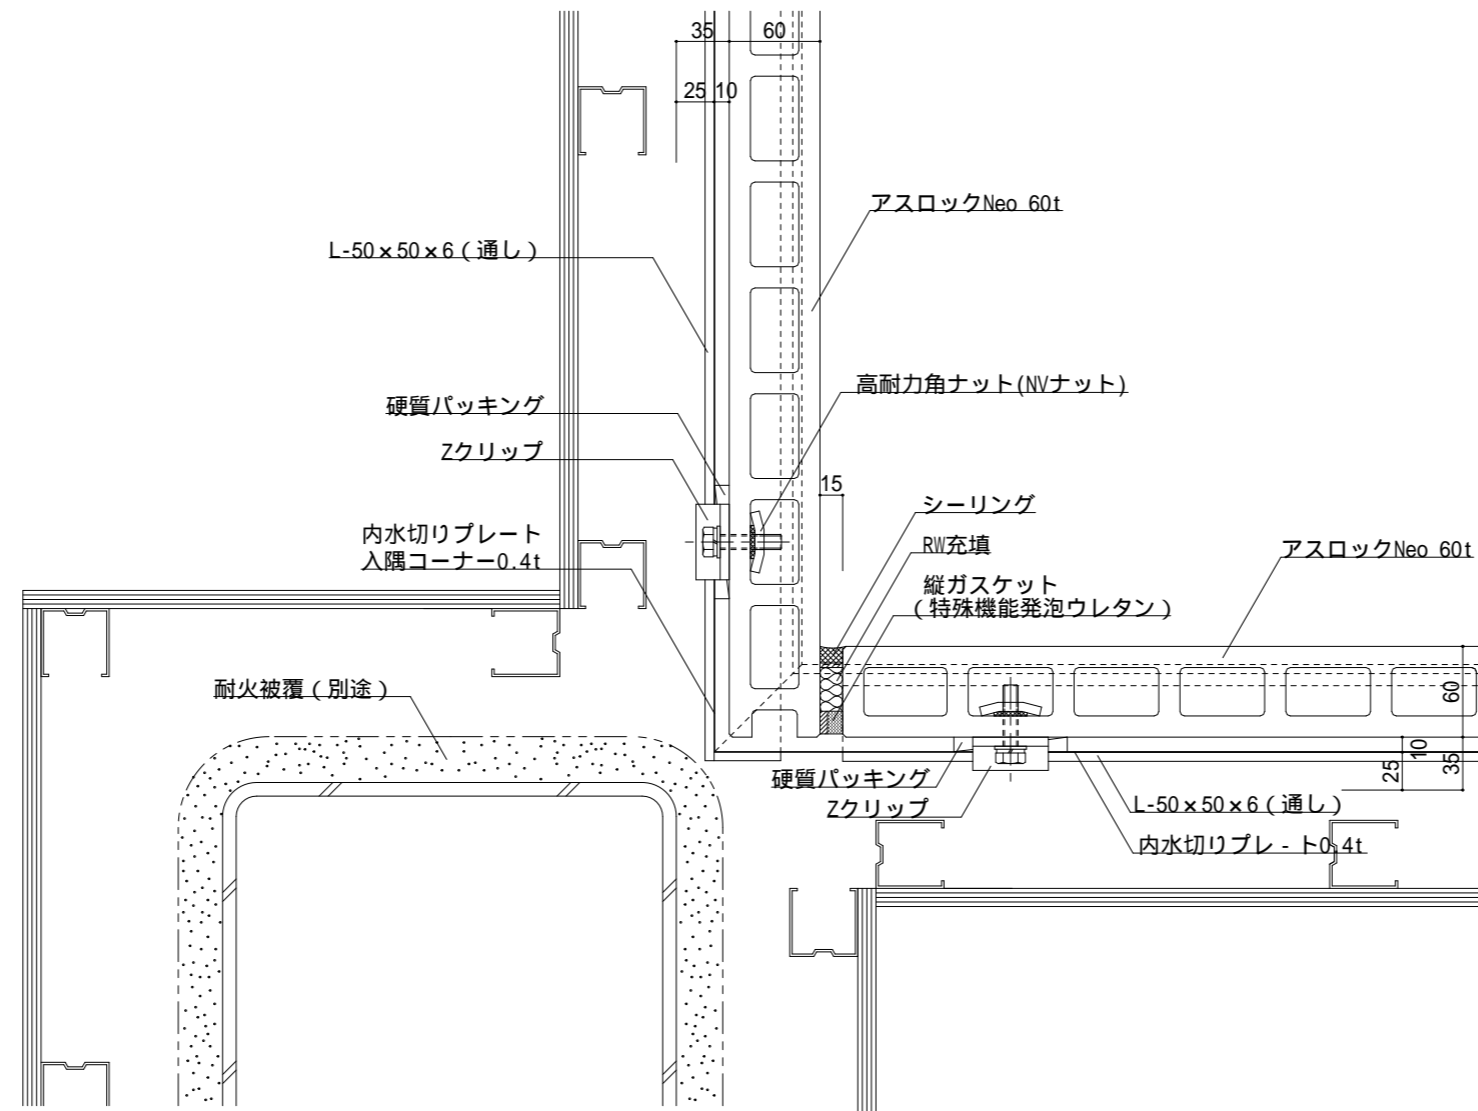 35
60
25
10
アスロックNeo 60t
L-50×50×6(通し)
高耐力角ナット(NVナット)
硬質パッキング
Zクリップ
15
シーリング
内水切りプレート
入隅コーナー0.4t
RW充填
アスロックNeo 60t
縦ガスケット
(特殊機能発泡ウレタン)
耐火被覆(別途)
60
10
35
25
硬質パッキング
Zクリップ
L-50×50×6(通し)
内水切りプレ-ト0.4t